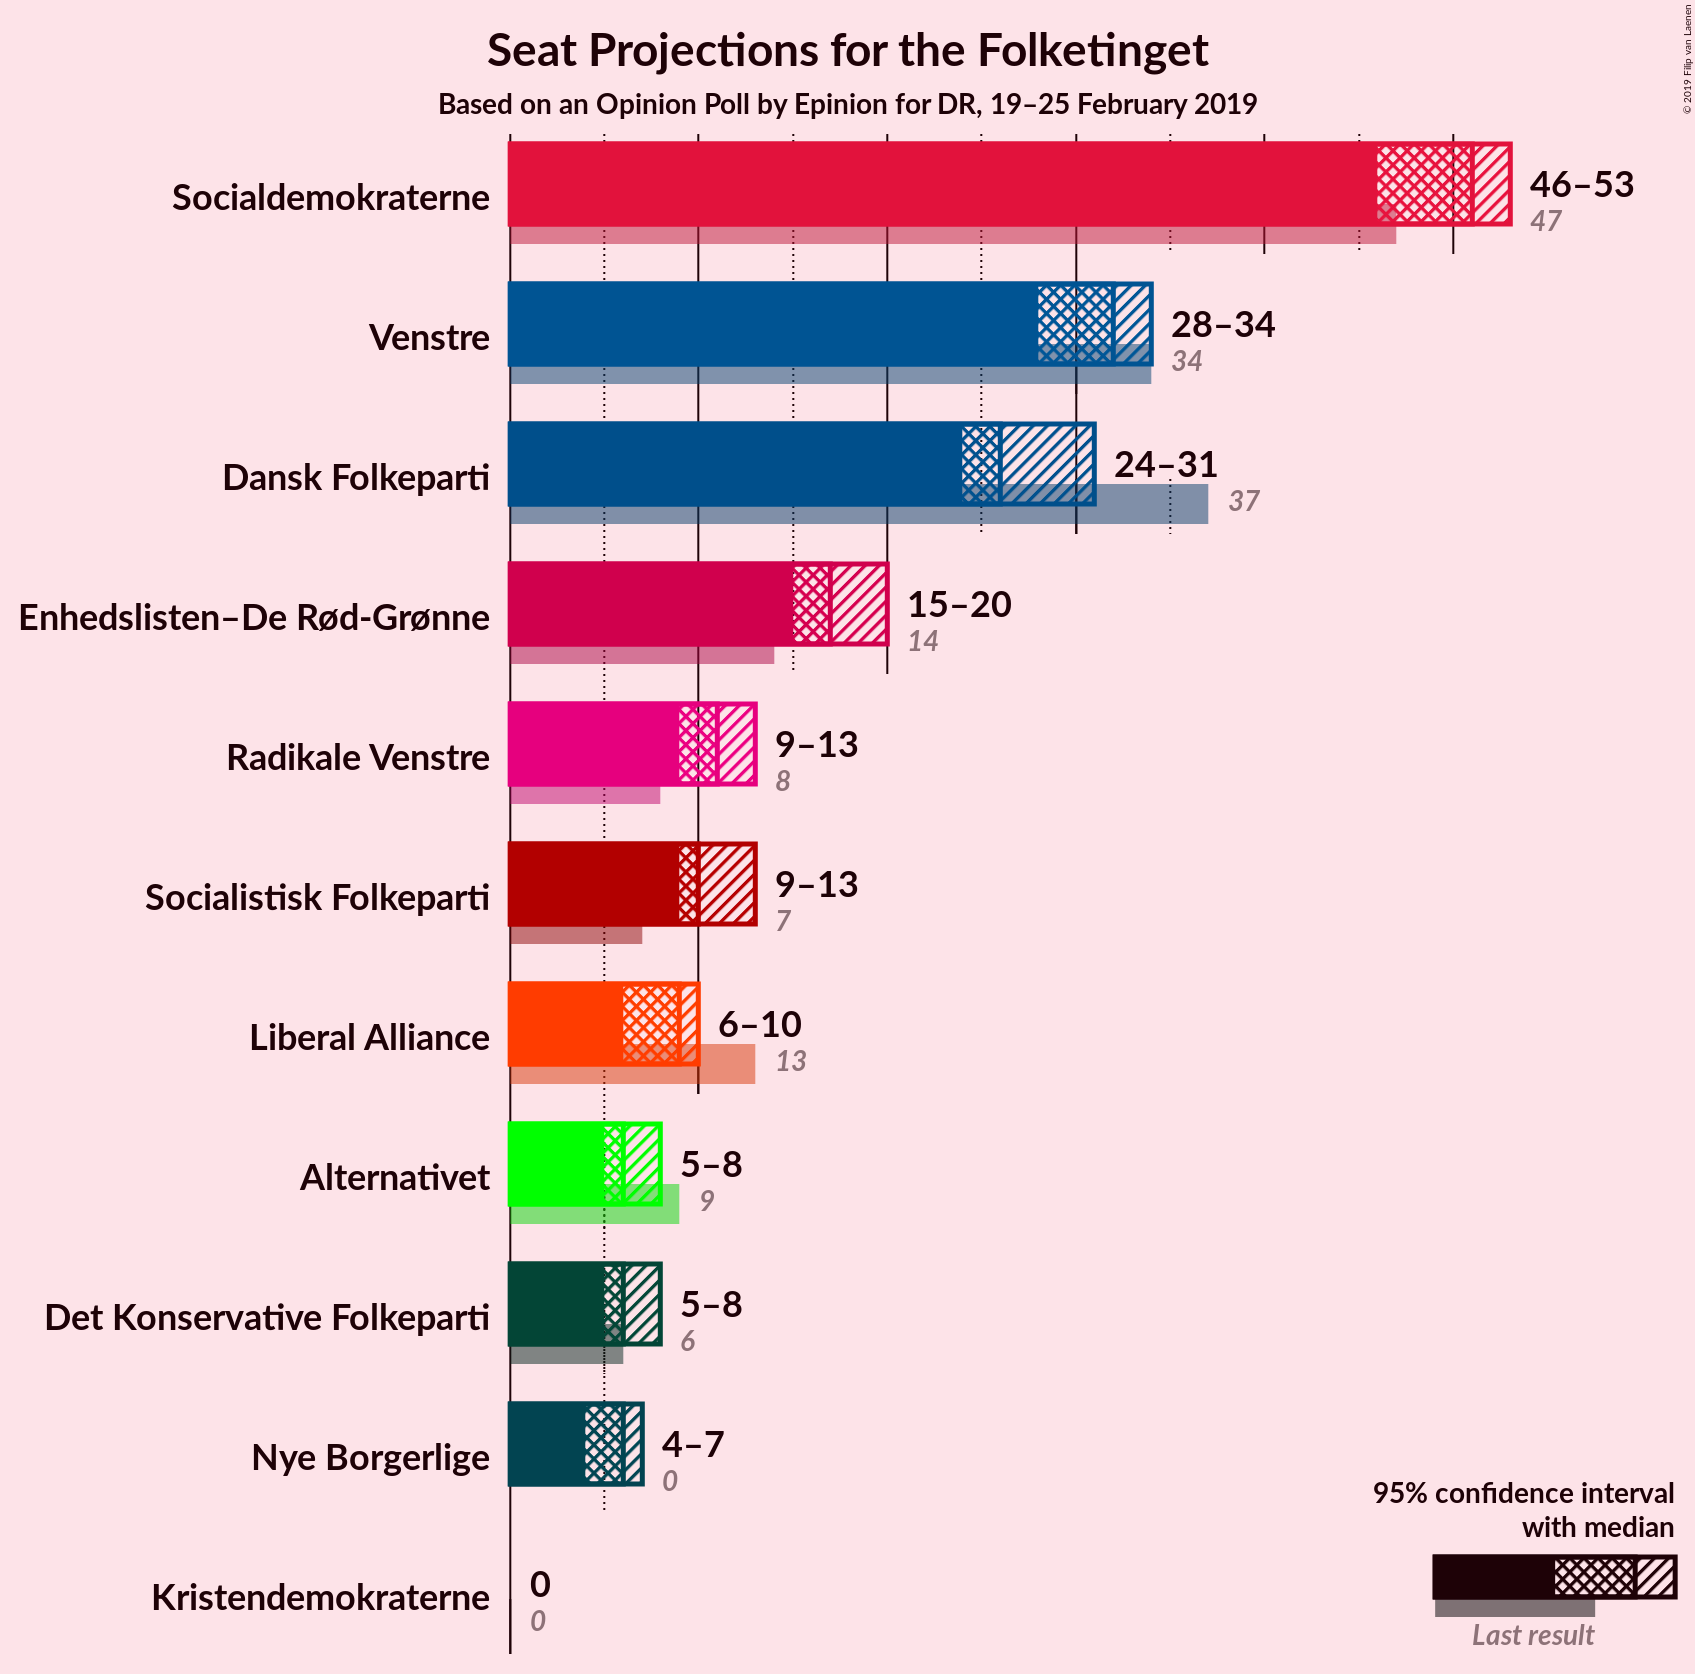 Seat Projections for the Folketinget
Based on an Opinion Poll by Epinion for DR, 19–25 February 2019
© 2019 Filip van Laenen
Socialdemokraterne
46–53
47
Venstre
28–34
34
Dansk Folkeparti
24–31
37
Enhedslisten–De Rød-Grønne
15–20
14
Radikale Venstre
9–13
8
Socialistisk Folkeparti
9–13
7
Liberal Alliance
6–10
13
Alternativet
5–8
9
Det Konservative Folkeparti
5–8
6
Nye Borgerlige
4–7
0
Kristendemokraterne
0
0
95% confidence interval
with median
Last result